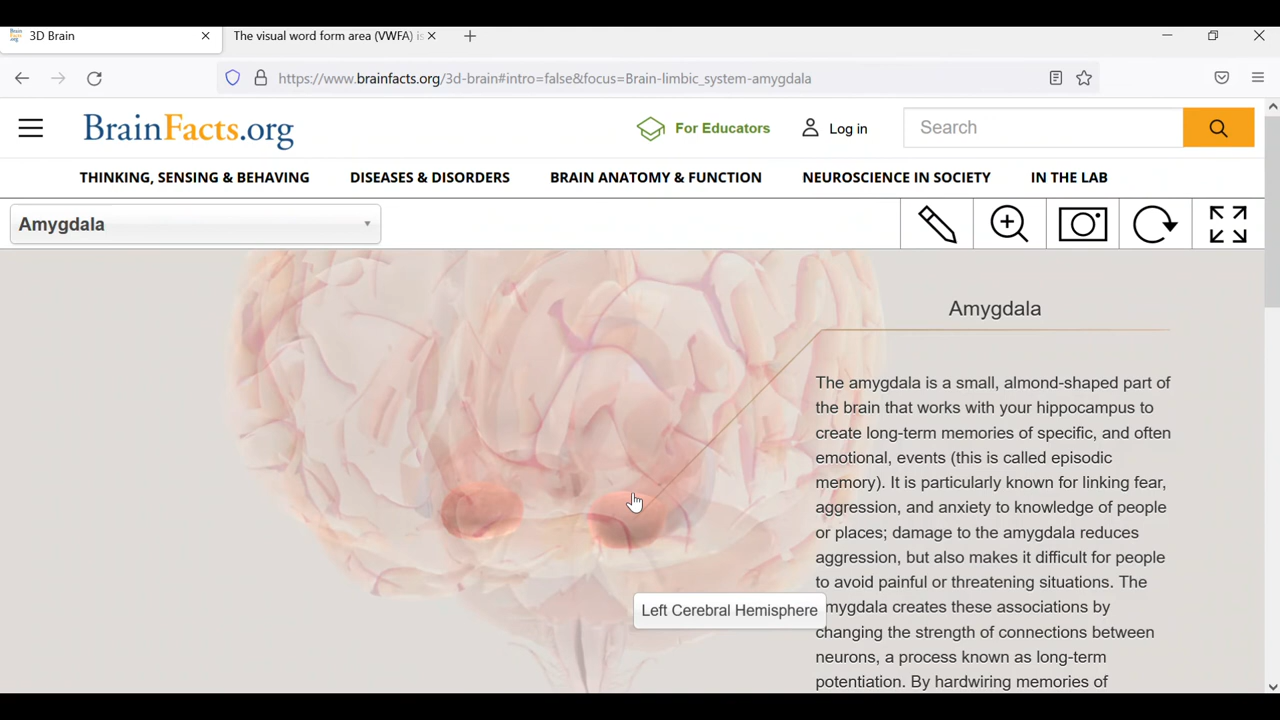 3D Brain
The visual word form area (VWFA) is
https://www.brainfacts.org/3d-brain#intro=false&focus=Brain-limbic_system-amygdala
BrainFacts.org
For Educators
Log in
Search
THINKING, SENSING & BEHAVING
DISEASES & DISORDERS
BRAIN ANATOMY & FUNCTION
NEUROSCIENCE IN SOCIETY
IN THE LAB
Amygdala
Amygdala
The amygdala is a small, almond-shaped part of
the brain that works with your hippocampus to
create long-term memories of specific, and often
emotional, events (this is called episodic
memory). It is particularly known for linking fear,
aggression, and anxiety to knowledge of people
or places; damage to the amygdala reduces
aggression, but also makes it difficult for people
to avoid painful or threatening situations. The
amygdala creates these associations by
changing the strength of connections between
neurons, a process known as long-term
potentiation. By hardwiring memories of
Left Cerebral Hemisphere